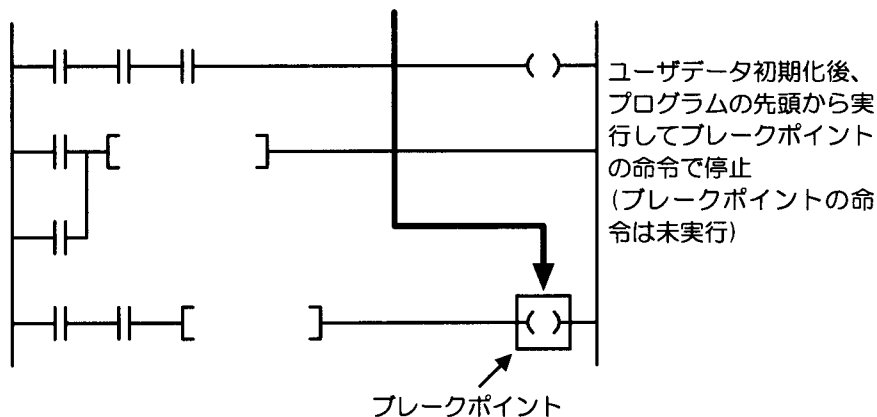 ユーザデータ初期化後、
プログラムの先頭から実
行してブレークポイント
の命令で停止
(ブレークポイントの命
令は未実行)
ブレークポイント